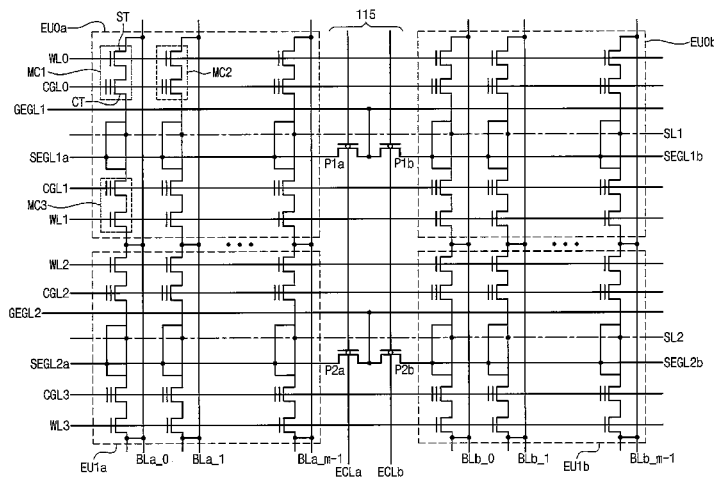 115
EU0a ST EU0b
WL0
MC1 MC2
CGL0
CT
GEGL1
SL1
SEGL1a P1a P1b SEGL1b
CGL1
MC3
WL1
WL2
CGL2
GEGL2
SL2
SEGL2a P2a P2b SEGL2b
CGL3
WL3
EU1a BLa_0 BLa_1 BLa_m-1 ECLa ECLb BLb_0 BLb_1 EU1b BLb_m-1